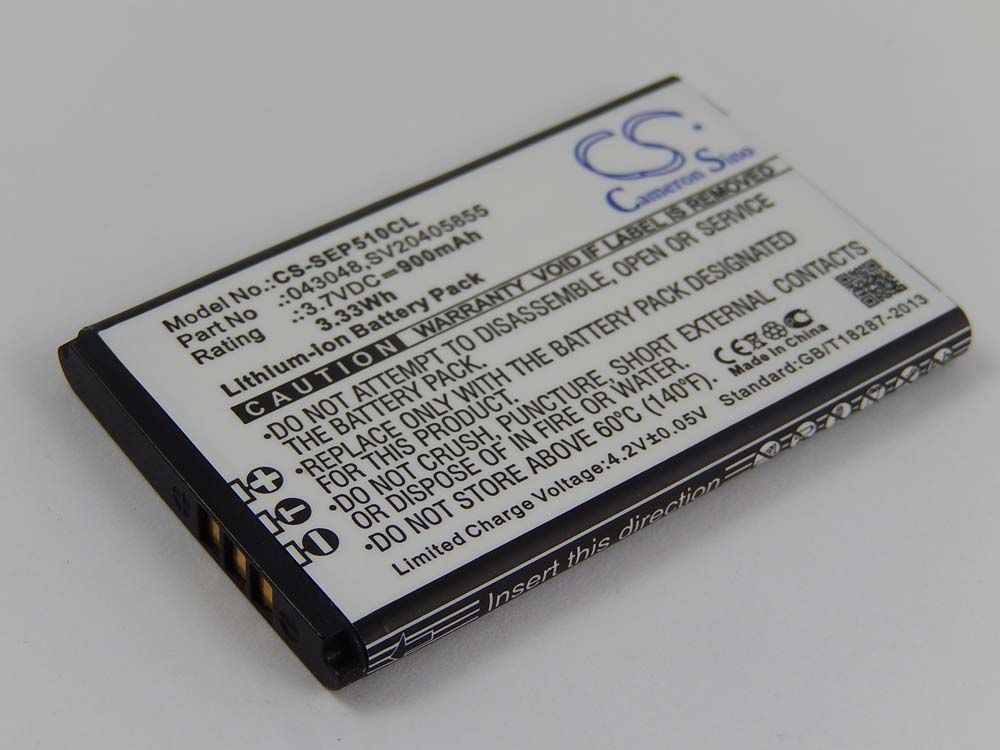 CS
Cameron Sino
Model No.:CS-SEP510CL
Part No :043048,SV20405855
Rating :3.7VDC⎓900mAh
3.33Wh
Lithium-ion Battery Pack
CAUTION: BATTERY MAY EXPLODE IF LABEL IS REMOVED
•DO NOT ATTEMPT TO DISASSEMBLE, OPEN OR SERVICE
THE BATTERY PACK.
•REPLACE ONLY WITH THE BATTERY PACK DESIGNATED
FOR THIS PRODUCT.
•DO NOT CRUSH, PUNCTURE, SHORT EXTERNAL CONTACTS
OR DISPOSE OF IN FIRE.
•DO NOT STORE ABOVE 60°C (140°F)
Limited Charge Voltage:4.2V±0.05V
CE
Made in China
Standard:GB/T18287-2013
+
T
-
Insert this direction